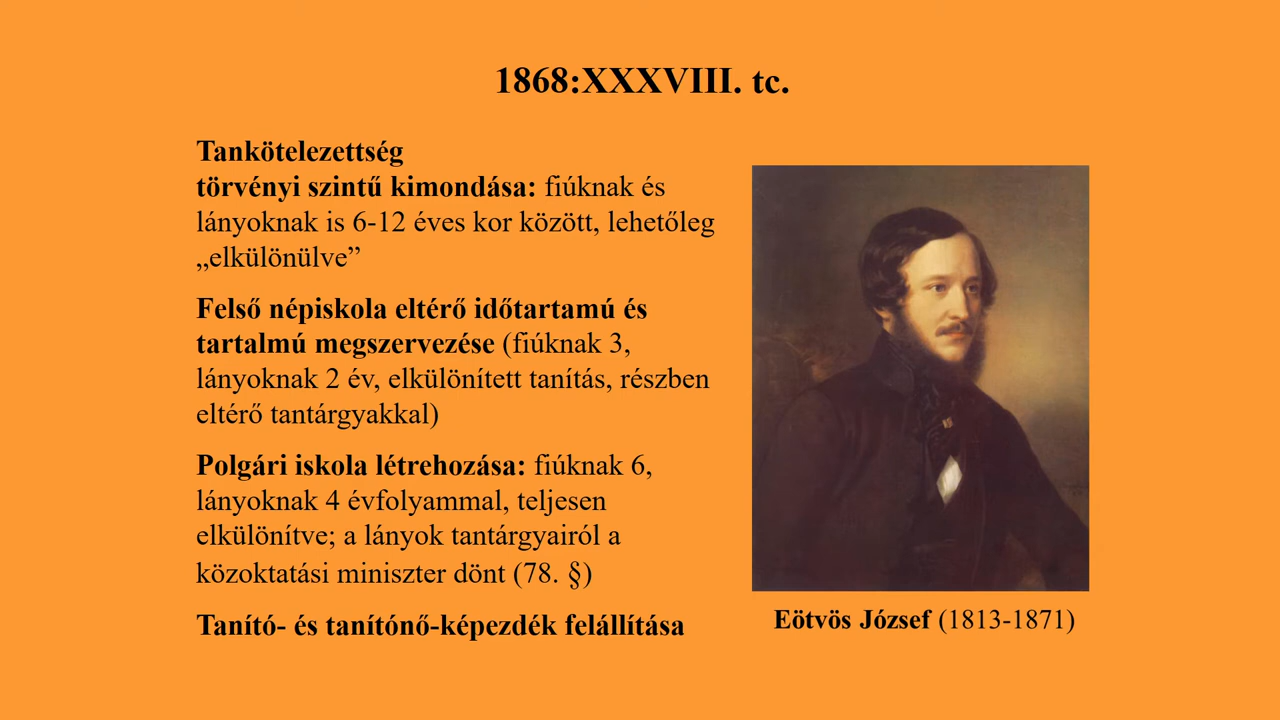 1868:XXXVIII. tc.
Tankötelezettség
törvényi szintű kimondása: fiúknak és
lányoknak is 6-12 éves kor között, lehetőleg
„elkülönülve”
Felső népiskola eltérő időtartamú és
tartalmú megszervezése (fiúknak 3,
lányoknak 2 év, elkülönített tanítás, részben
eltérő tantárgyakkal)
Polgári iskola létrehozása: fiúknak 6,
lányoknak 4 évfolyammal, teljesen
elkülönítve; a lányok tantárgyairól a
közoktatási miniszter dönt (78. §)
Tanító- és tanítónő-képezdék felállítása
Eötvös József (1813-1871)